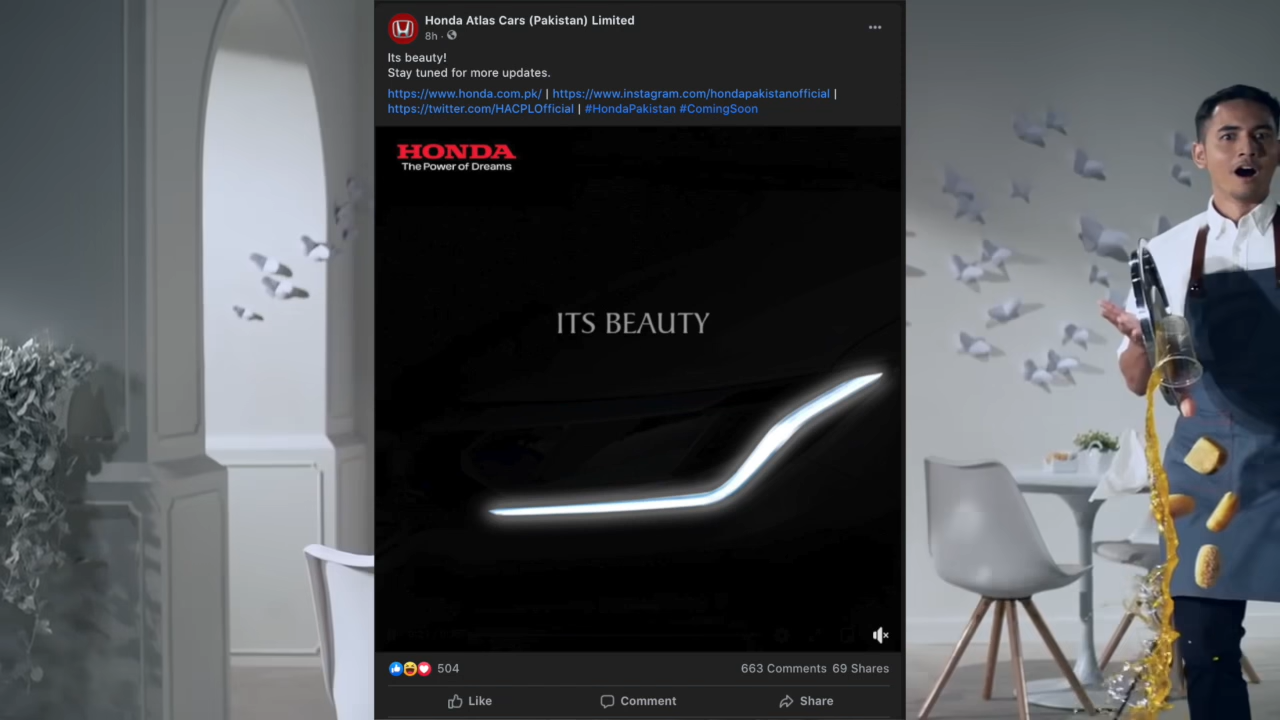 Honda Atlas Cars (Pakistan) Limited
8h ·
Its beauty!
Stay tuned for more updates.
https://www.honda.com.pk/ | https://www.instagram.com/hondapakistanofficial |
https://twitter.com/HACPLOfficial | #HondaPakistan #ComingSoon
HONDA
The Power of Dreams
ITS BEAUTY
504
663 Comments 69 Shares
Like Comment Share